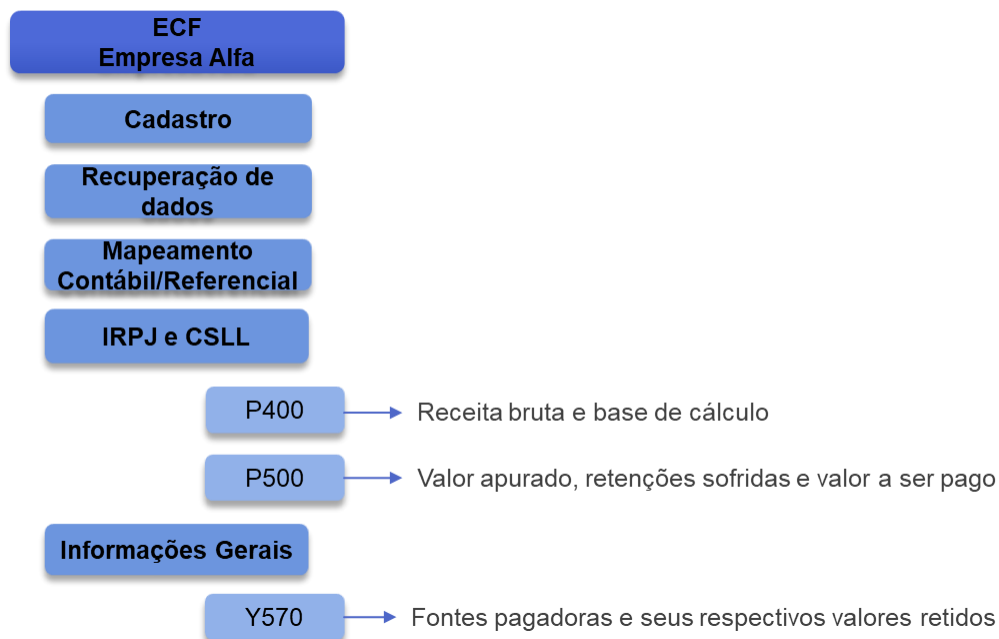 ECF
Empresa Alfa
Cadastro
Recuperação de
dados
Mapeamento
Contábil/Referencial
IRPJ e CSLL
P400
Receita bruta e base de cálculo
P500
Valor apurado, retenções sofridas e valor a ser pago
Informações Gerais
Y570
Fontes pagadoras e seus respectivos valores retidos